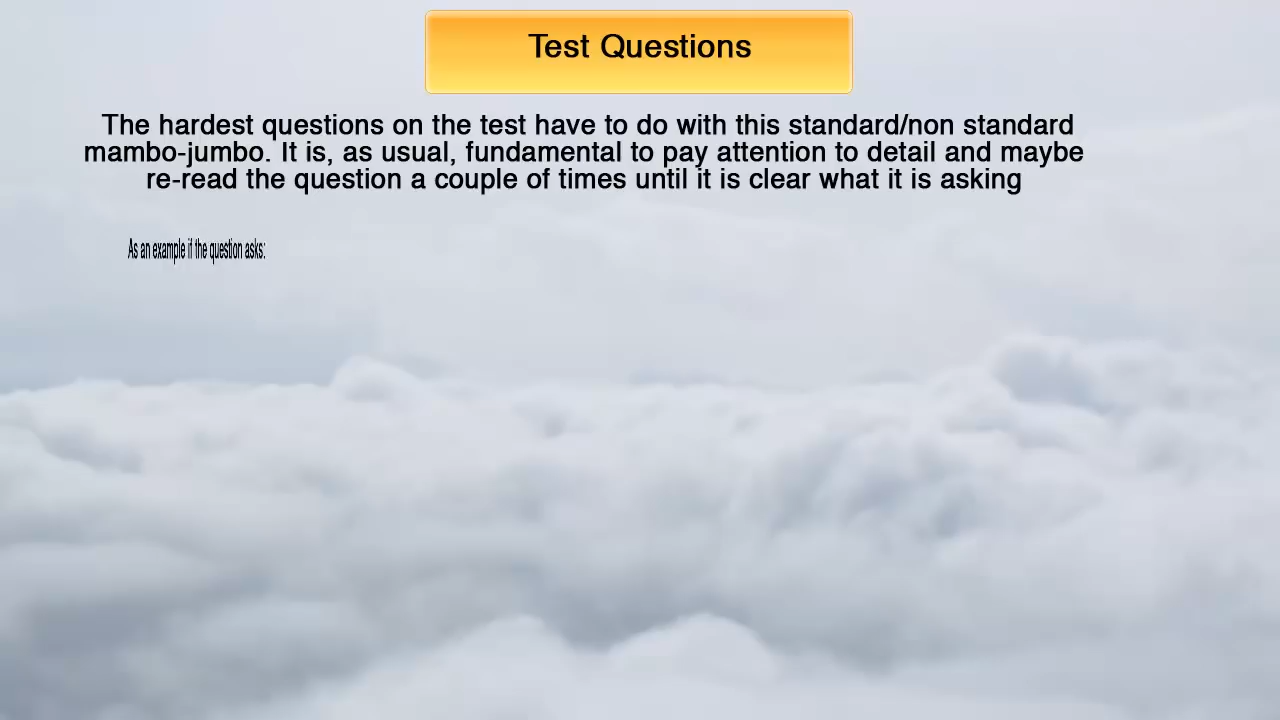 Test Questions
The hardest questions on the test have to do with this standard/non standard
mambo-jumbo. It is, as usual, fundamental to pay attention to detail and maybe
re-read the question a couple of times until it is clear what it is asking
As an example if the question asks: